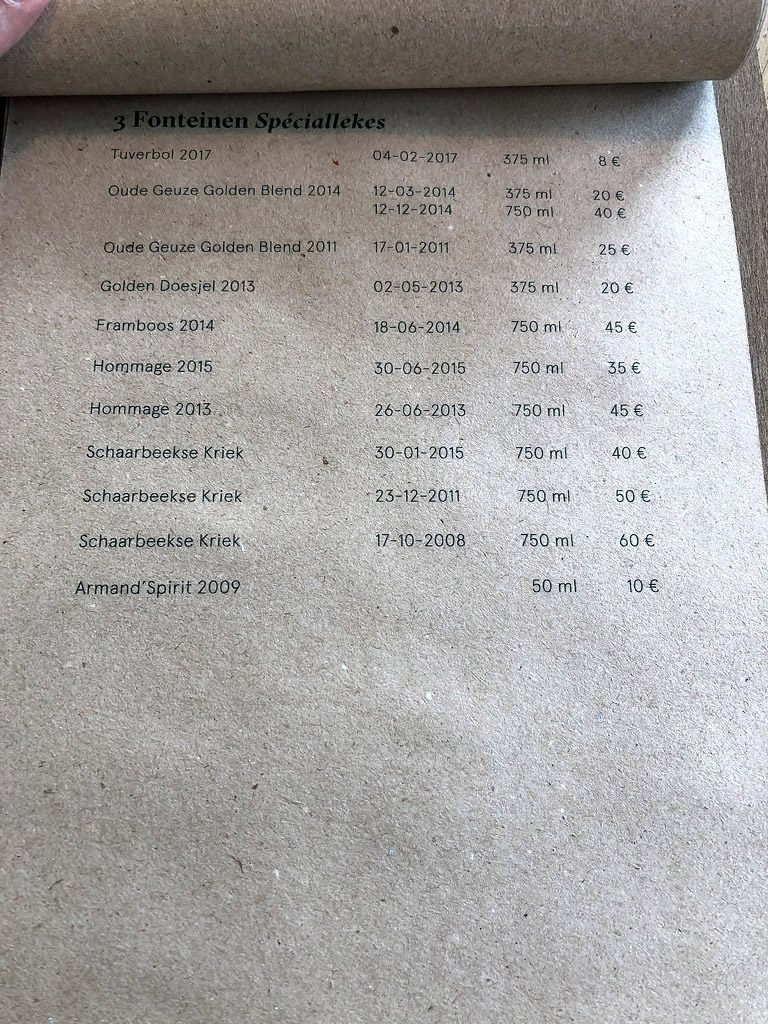 3 Fonteinen Spéciallekes
Tuverbol 2017 04-02-2017 375 ml 8 €
Oude Geuze Golden Blend 2014 12-03-2014 375 ml 20 €
12-12-2014 750 ml 40 €
Oude Geuze Golden Blend 2011 17-01-2011 375 ml 25 €
Golden Doesjel 2013 02-05-2013 375 ml 20 €
Framboos 2014 18-06-2014 750 ml 45 €
Hommage 2015 30-06-2015 750 ml 35 €
Hommage 2013 26-06-2013 750 ml 45 €
Schaarbeekse Kriek 30-01-2015 750 ml 40 €
Schaarbeekse Kriek 23-12-2011 750 ml 50 €
Schaarbeekse Kriek 17-10-2008 750 ml 60 €
Armand'Spirit 2009 50 ml 10 €